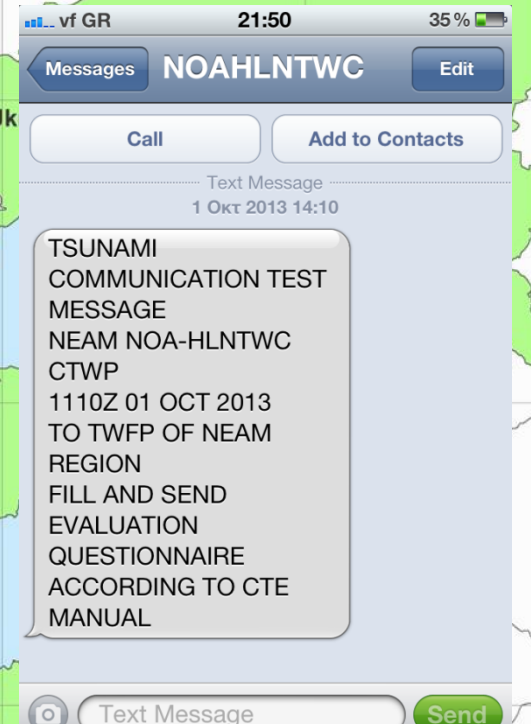 vf GR 21:50 35%
Messages NOAHLNTWC Edit
Call Add to Contacts
Text Message
1 Οκτ 2013 14:10
TSUNAMI
COMMUNICATION TEST
MESSAGE
NEAM NOA-HLNTWC
CTWP
1110Z 01 OCT 2013
TO TWFP OF NEAM
REGION
FILL AND SEND
EVALUATION
QUESTIONNAIRE
ACCORDING TO CTE
MANUAL
Text Message Send